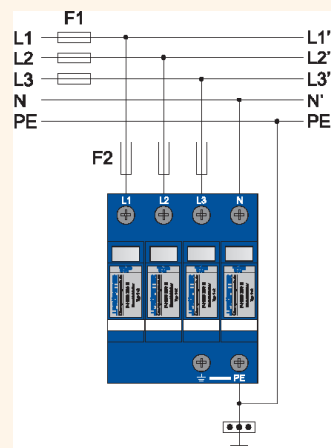 F1
L1 L1'
L2 L2'
L3 L3'
N N'
PE PE
F2
L1 L2 L3 N
PE